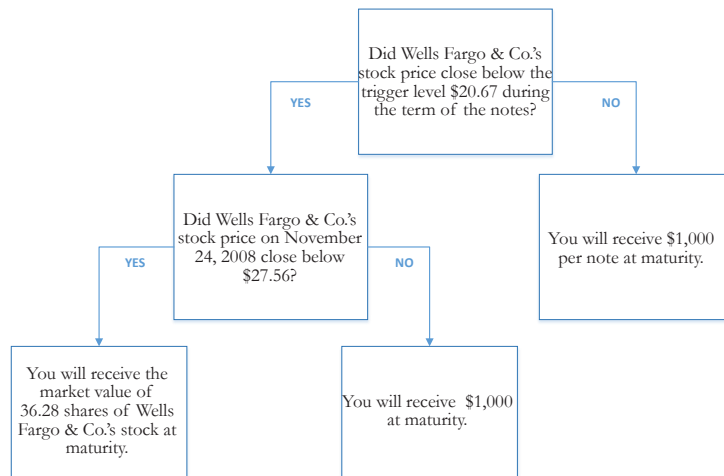 Did Wells Fargo & Co.'s
stock price close below the
trigger level $20.67 during
the term of the notes?
YES
NO
Did Wells Fargo & Co.'s
stock price on November
24, 2008 close below
$27.56?
You will receive $1,000
per note at maturity.
YES
NO
You will receive the
market value of
36.28 shares of Wells
Fargo & Co.'s stock at
maturity.
You will receive $1,000
at maturity.